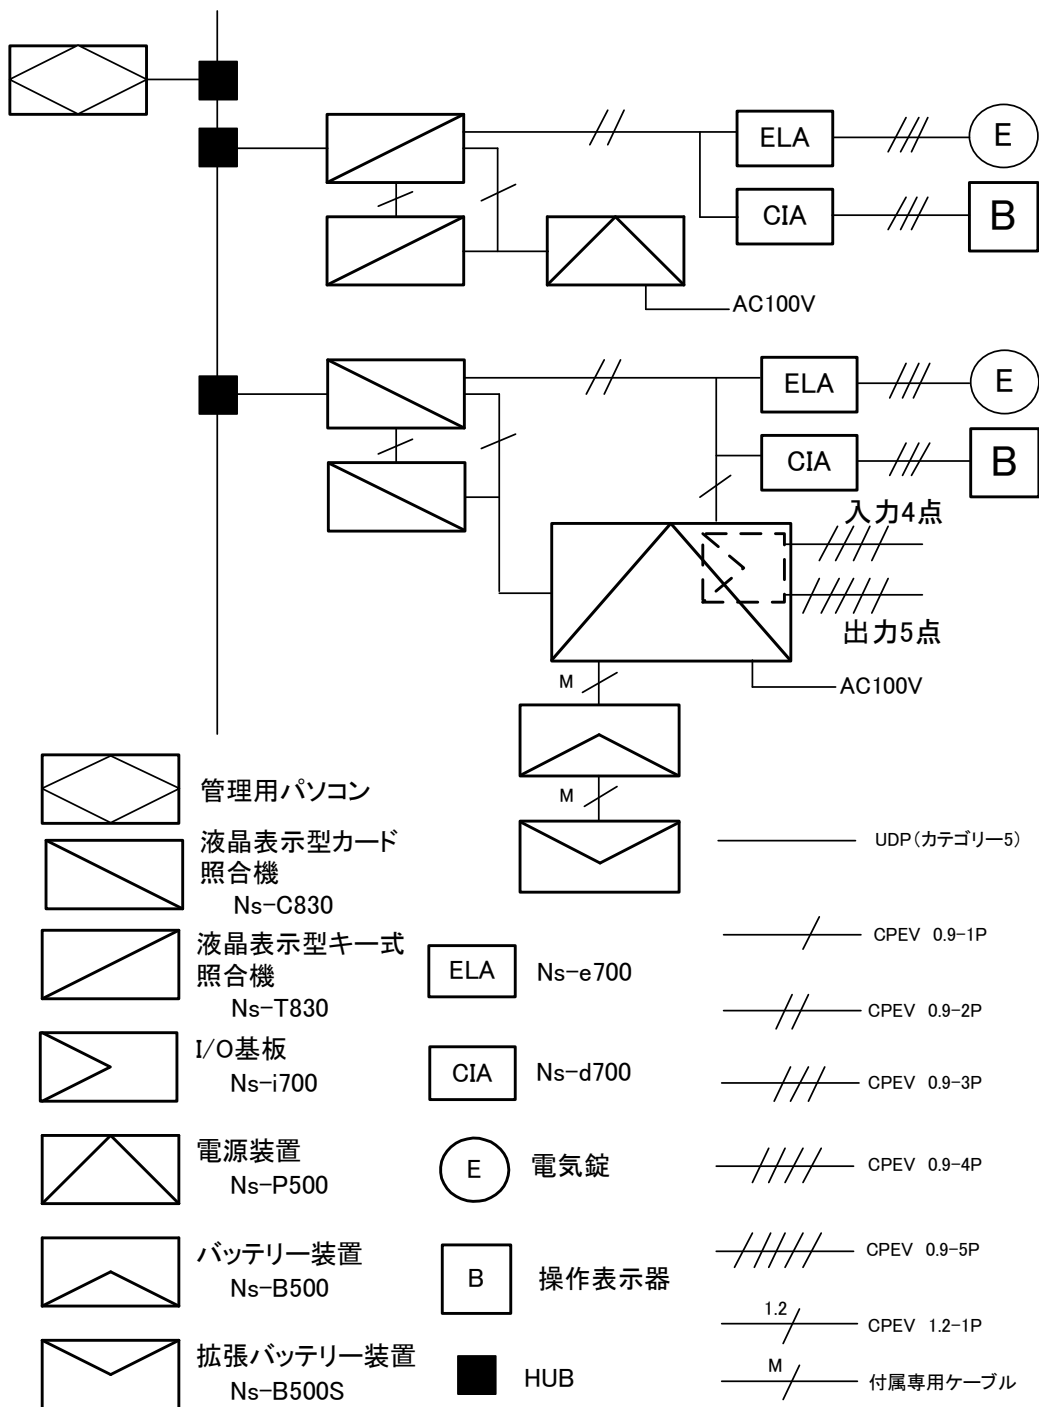 ELA
E
CIA
B
AC100V
ELA
E
CIA
B
入力4点
出力5点
M
AC100V
M
管理用パソコン
UDP(カテゴリー5)
液晶表示型カード
照合機
Ns-C830
CPEV 0.9-1P
液晶表示型キー式
照合機
Ns-T830
ELA
Ns-e700
CPEV 0.9-2P
I/O基板
Ns-i700
CIA
Ns-d700
CPEV 0.9-3P
電源装置
Ns-P500
E
電気錠
CPEV 0.9-4P
バッテリー装置
Ns-B500
B
操作表示器
CPEV 0.9-5P
1.2
CPEV 1.2-1P
拡張バッテリー装置
Ns-B500S
HUB
M
付属専用ケーブル